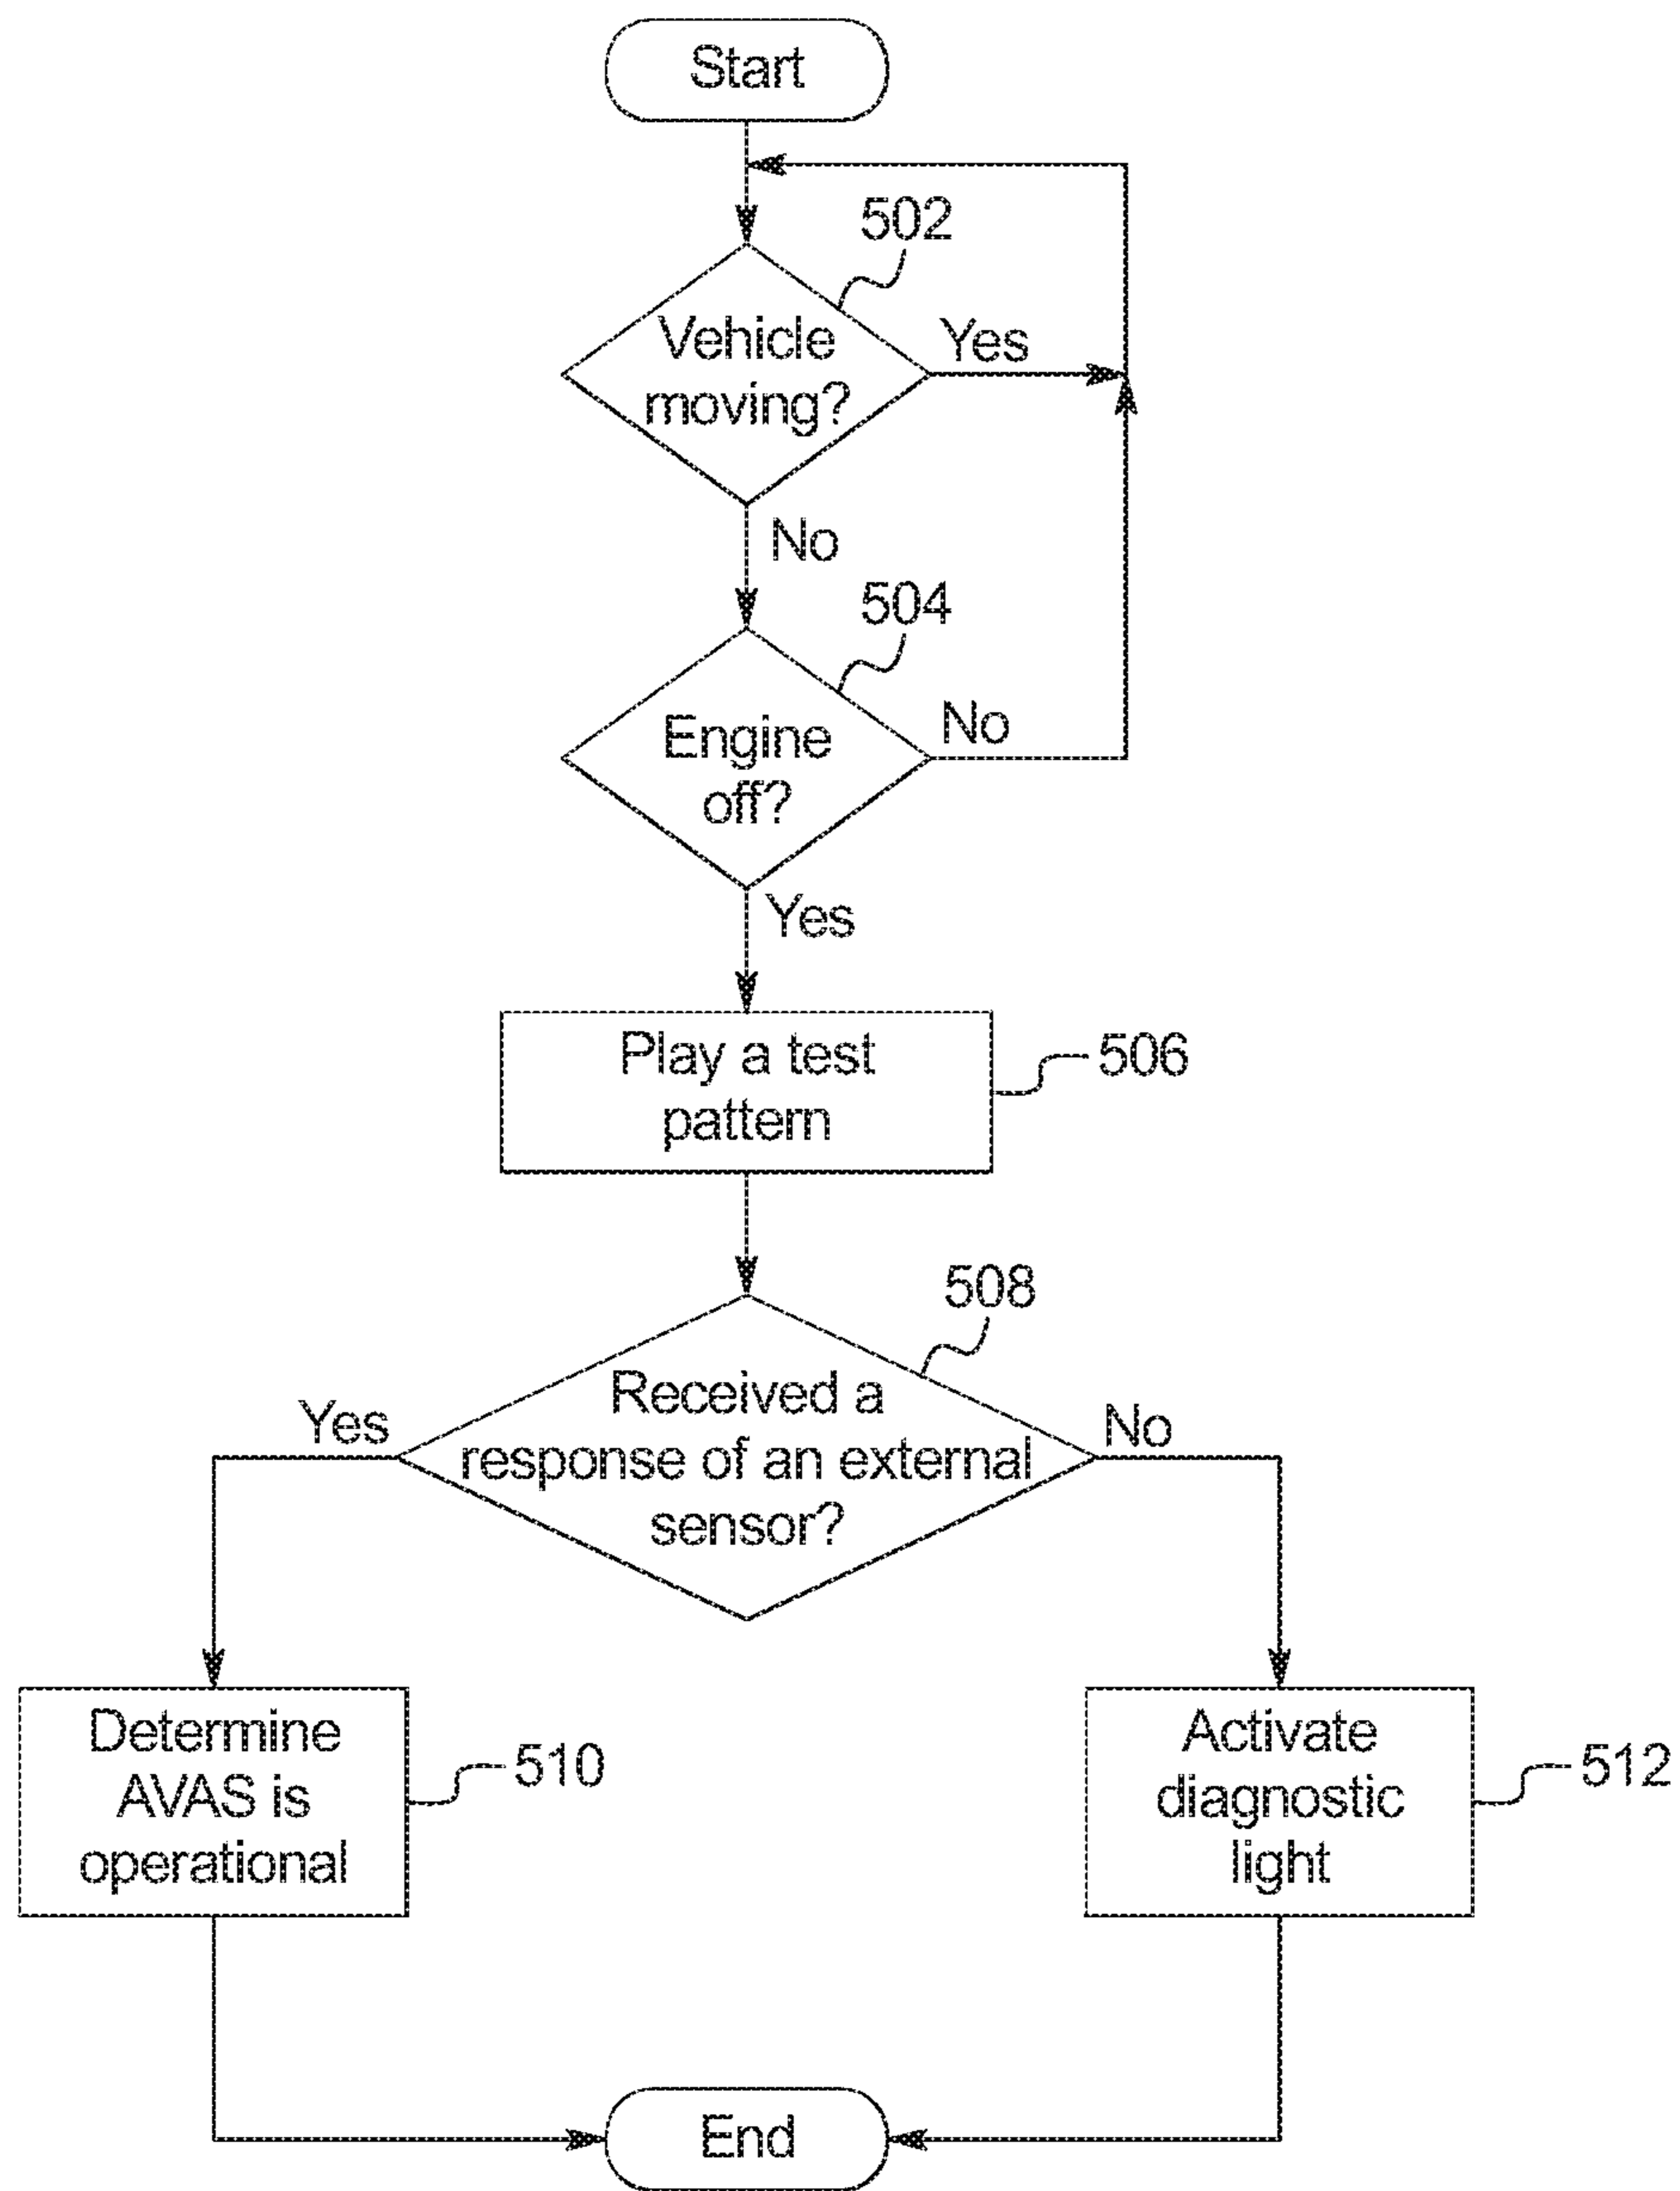 Start
502
Vehicle
moving?
Yes
No
504
Engine
off?
No
Yes
Play a test
pattern
506
508
Received a
response of an external
sensor?
Yes
No
Determine
AVAS is
operational
510
Activate
diagnostic
light
512
End